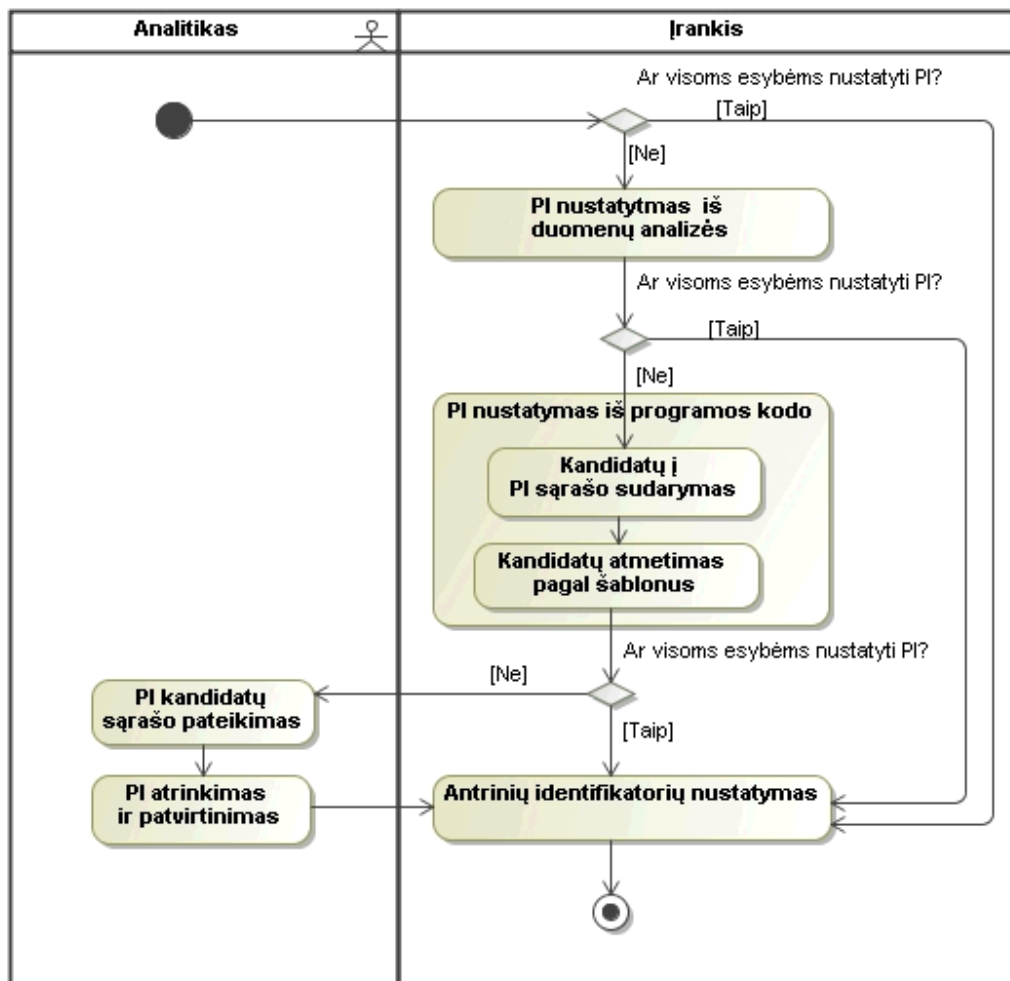 Analitikas
Įrankis
Ar visoms esybėms nustatyti PI?
[Taip]
[Ne]
PI nustatytmas iš
duomenų analizės
Ar visoms esybėms nustatyti PI?
[Taip]
[Ne]
PI nustatymas iš programos kodo
Kandidatų į
PI sąrašo sudarymas
Kandidatų atmetimas
pagal šablonus
Ar visoms esybėms nustatyti PI?
[Ne]
[Taip]
PI kandidatų
sąrašo pateikimas
PI atrinkimas
ir patvirtinimas
Antrinių identifikatorių nustatymas